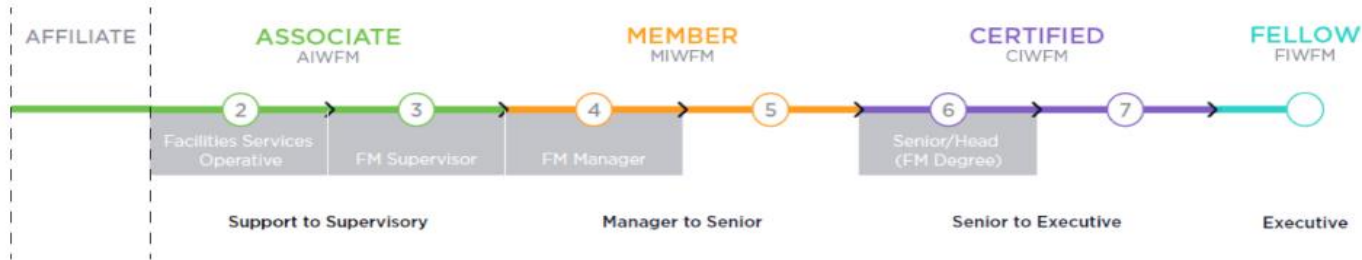 AFFILIATE
ASSOCIATE
AIWFM
MEMBER
MIWFM
CERTIFIED
CIWFM
FELLOW
FIWFM
2
3
4
5
6
7
Facilities Services
Operative
FM Supervisor
FM Manager
Senior/Head
(FM Degree)
Support to Supervisory
Manager to Senior
Senior to Executive
Executive